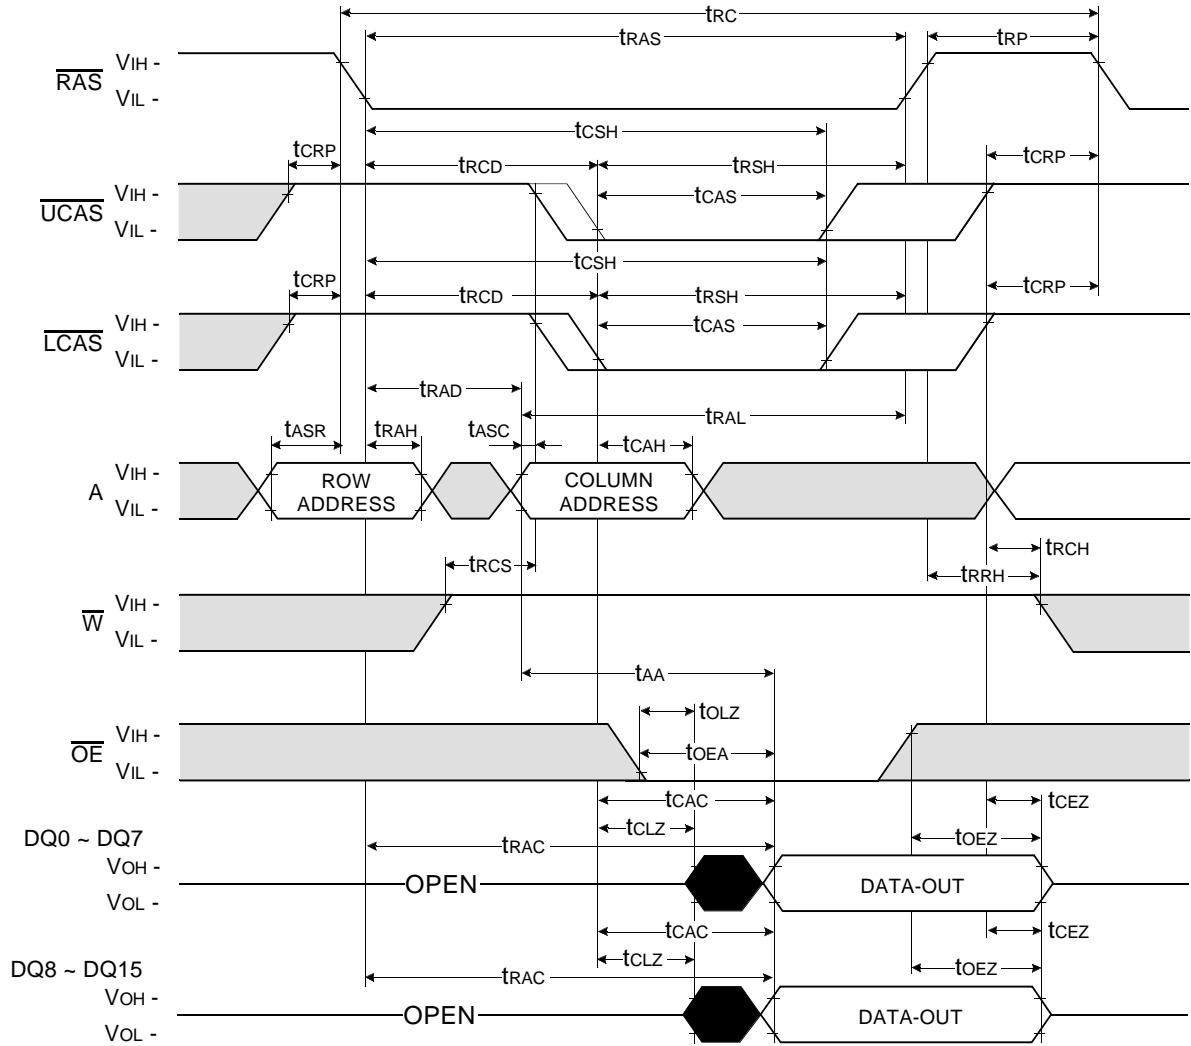 tRC
tRAS tRP
RAS VIH -
VIL -
tCSH
tCRP tRCD tRSH tCRP
UCAS VIH - tCAS
VIL -
tCSH
tCRP tRCD tRSH tCRP
LCAS VIH - tCAS
VIL -
tRAD
tRAL
tASR tRAH tASC tCAH
A VIH - ROW COLUMN
VIL - ADDRESS ADDRESS
tRCH
tRCS tRRH
W VIH -
VIL -
tAA
tOLZ
OE VIH - tOEA
VIL -
tCAC tCEZ
tCLZ
DQ0 ~ DQ7 tRAC tOEZ
VOH -
OPEN DATA-OUT
VOL -
tCAC tCEZ
tCLZ
DQ8 ~ DQ15 tRAC tOEZ
VOH -
OPEN DATA-OUT
VOL -